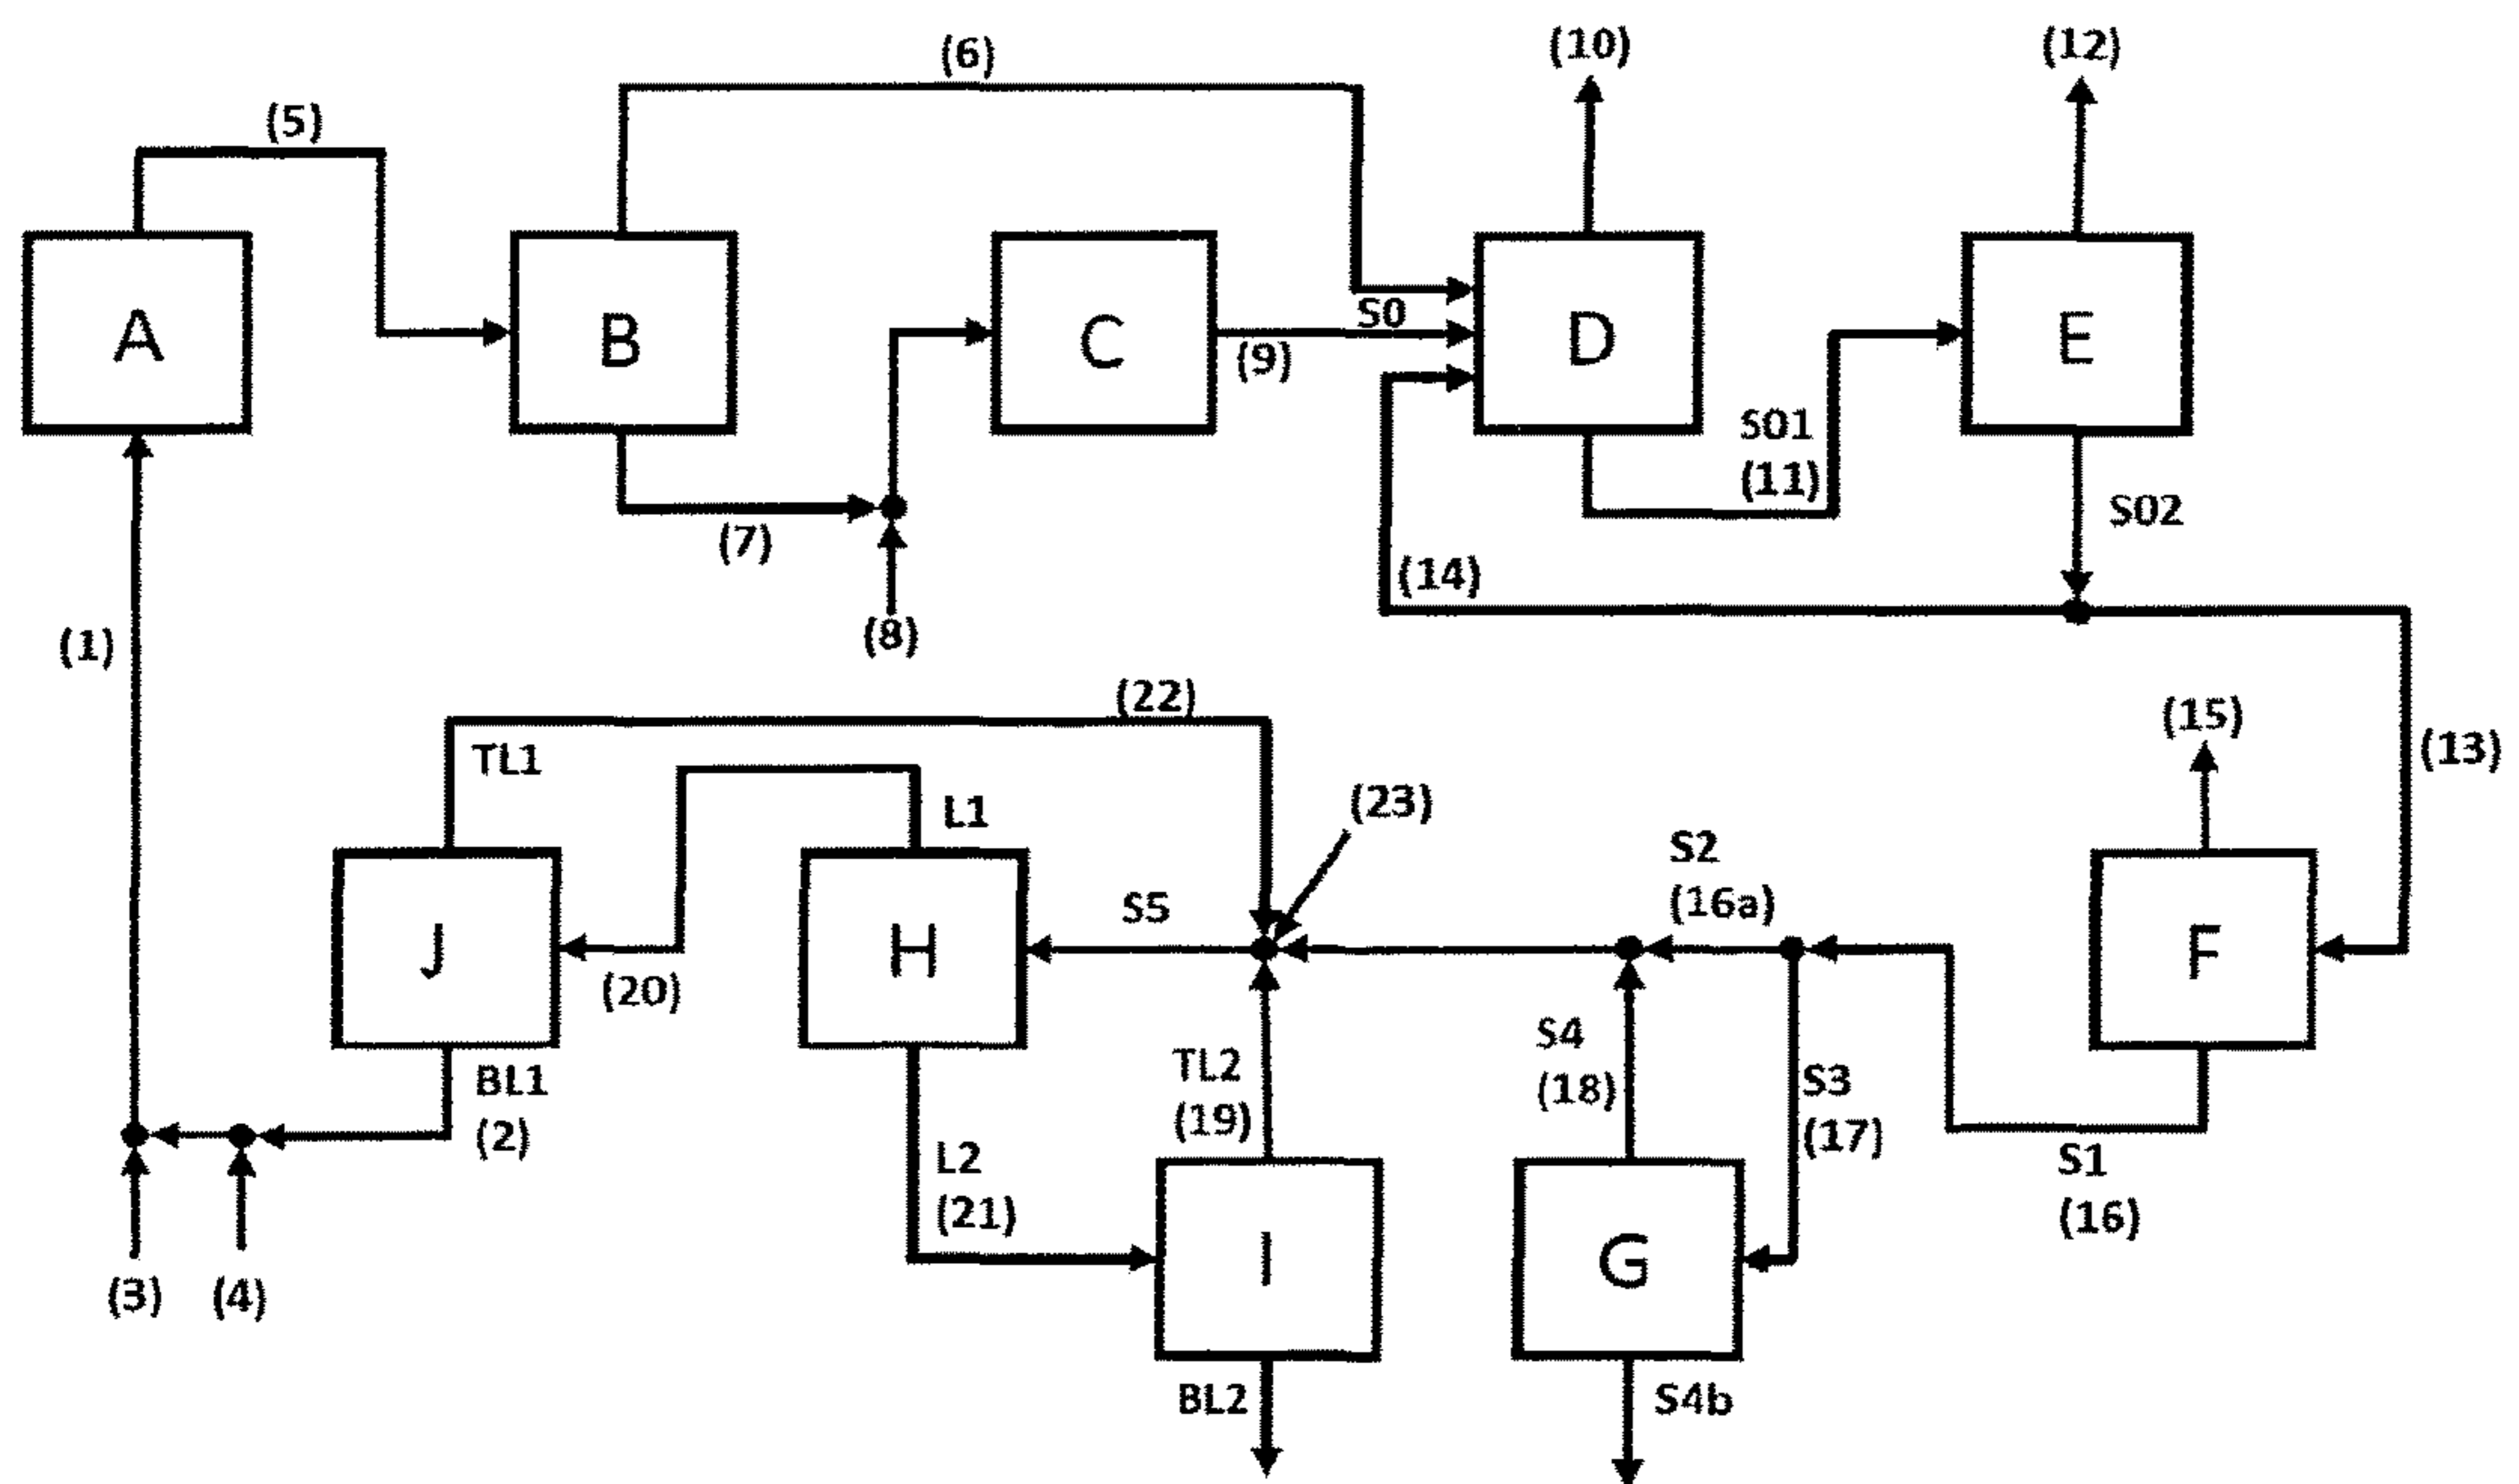 (6)
(10)
(12)
(5)
A
B
C
D
E
S0
(9)
S01
(11)
S02
(7)
(14)
(8)
(1)
(22)
(15)
(13)
TL1
L1
(23)
S2
(16a)
S5
J
H
F
(20)
TL2
(19)
S4
(18)
S3
(17)
BL1
(2)
L2
(21)
S1
(16)
I
G
(3)
(4)
BL2
S4b